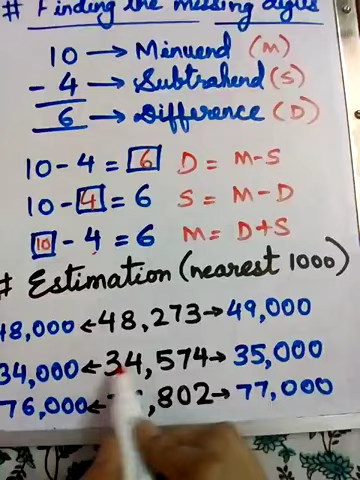 # Finding the missing digits
10 → Minuend (M)
- 4 → Subtrahend (S)
6 → Difference (D)
10 - 4 = 6 D = M-S
10 - 4 = 6 S = M-D
10 - 4 = 6 M = D+S
# Estimation (nearest 1000)
48,000 ← 48,273 → 49,000
34,000 ← 34,574 → 35,000
76,000 ← ,802 → 77,000